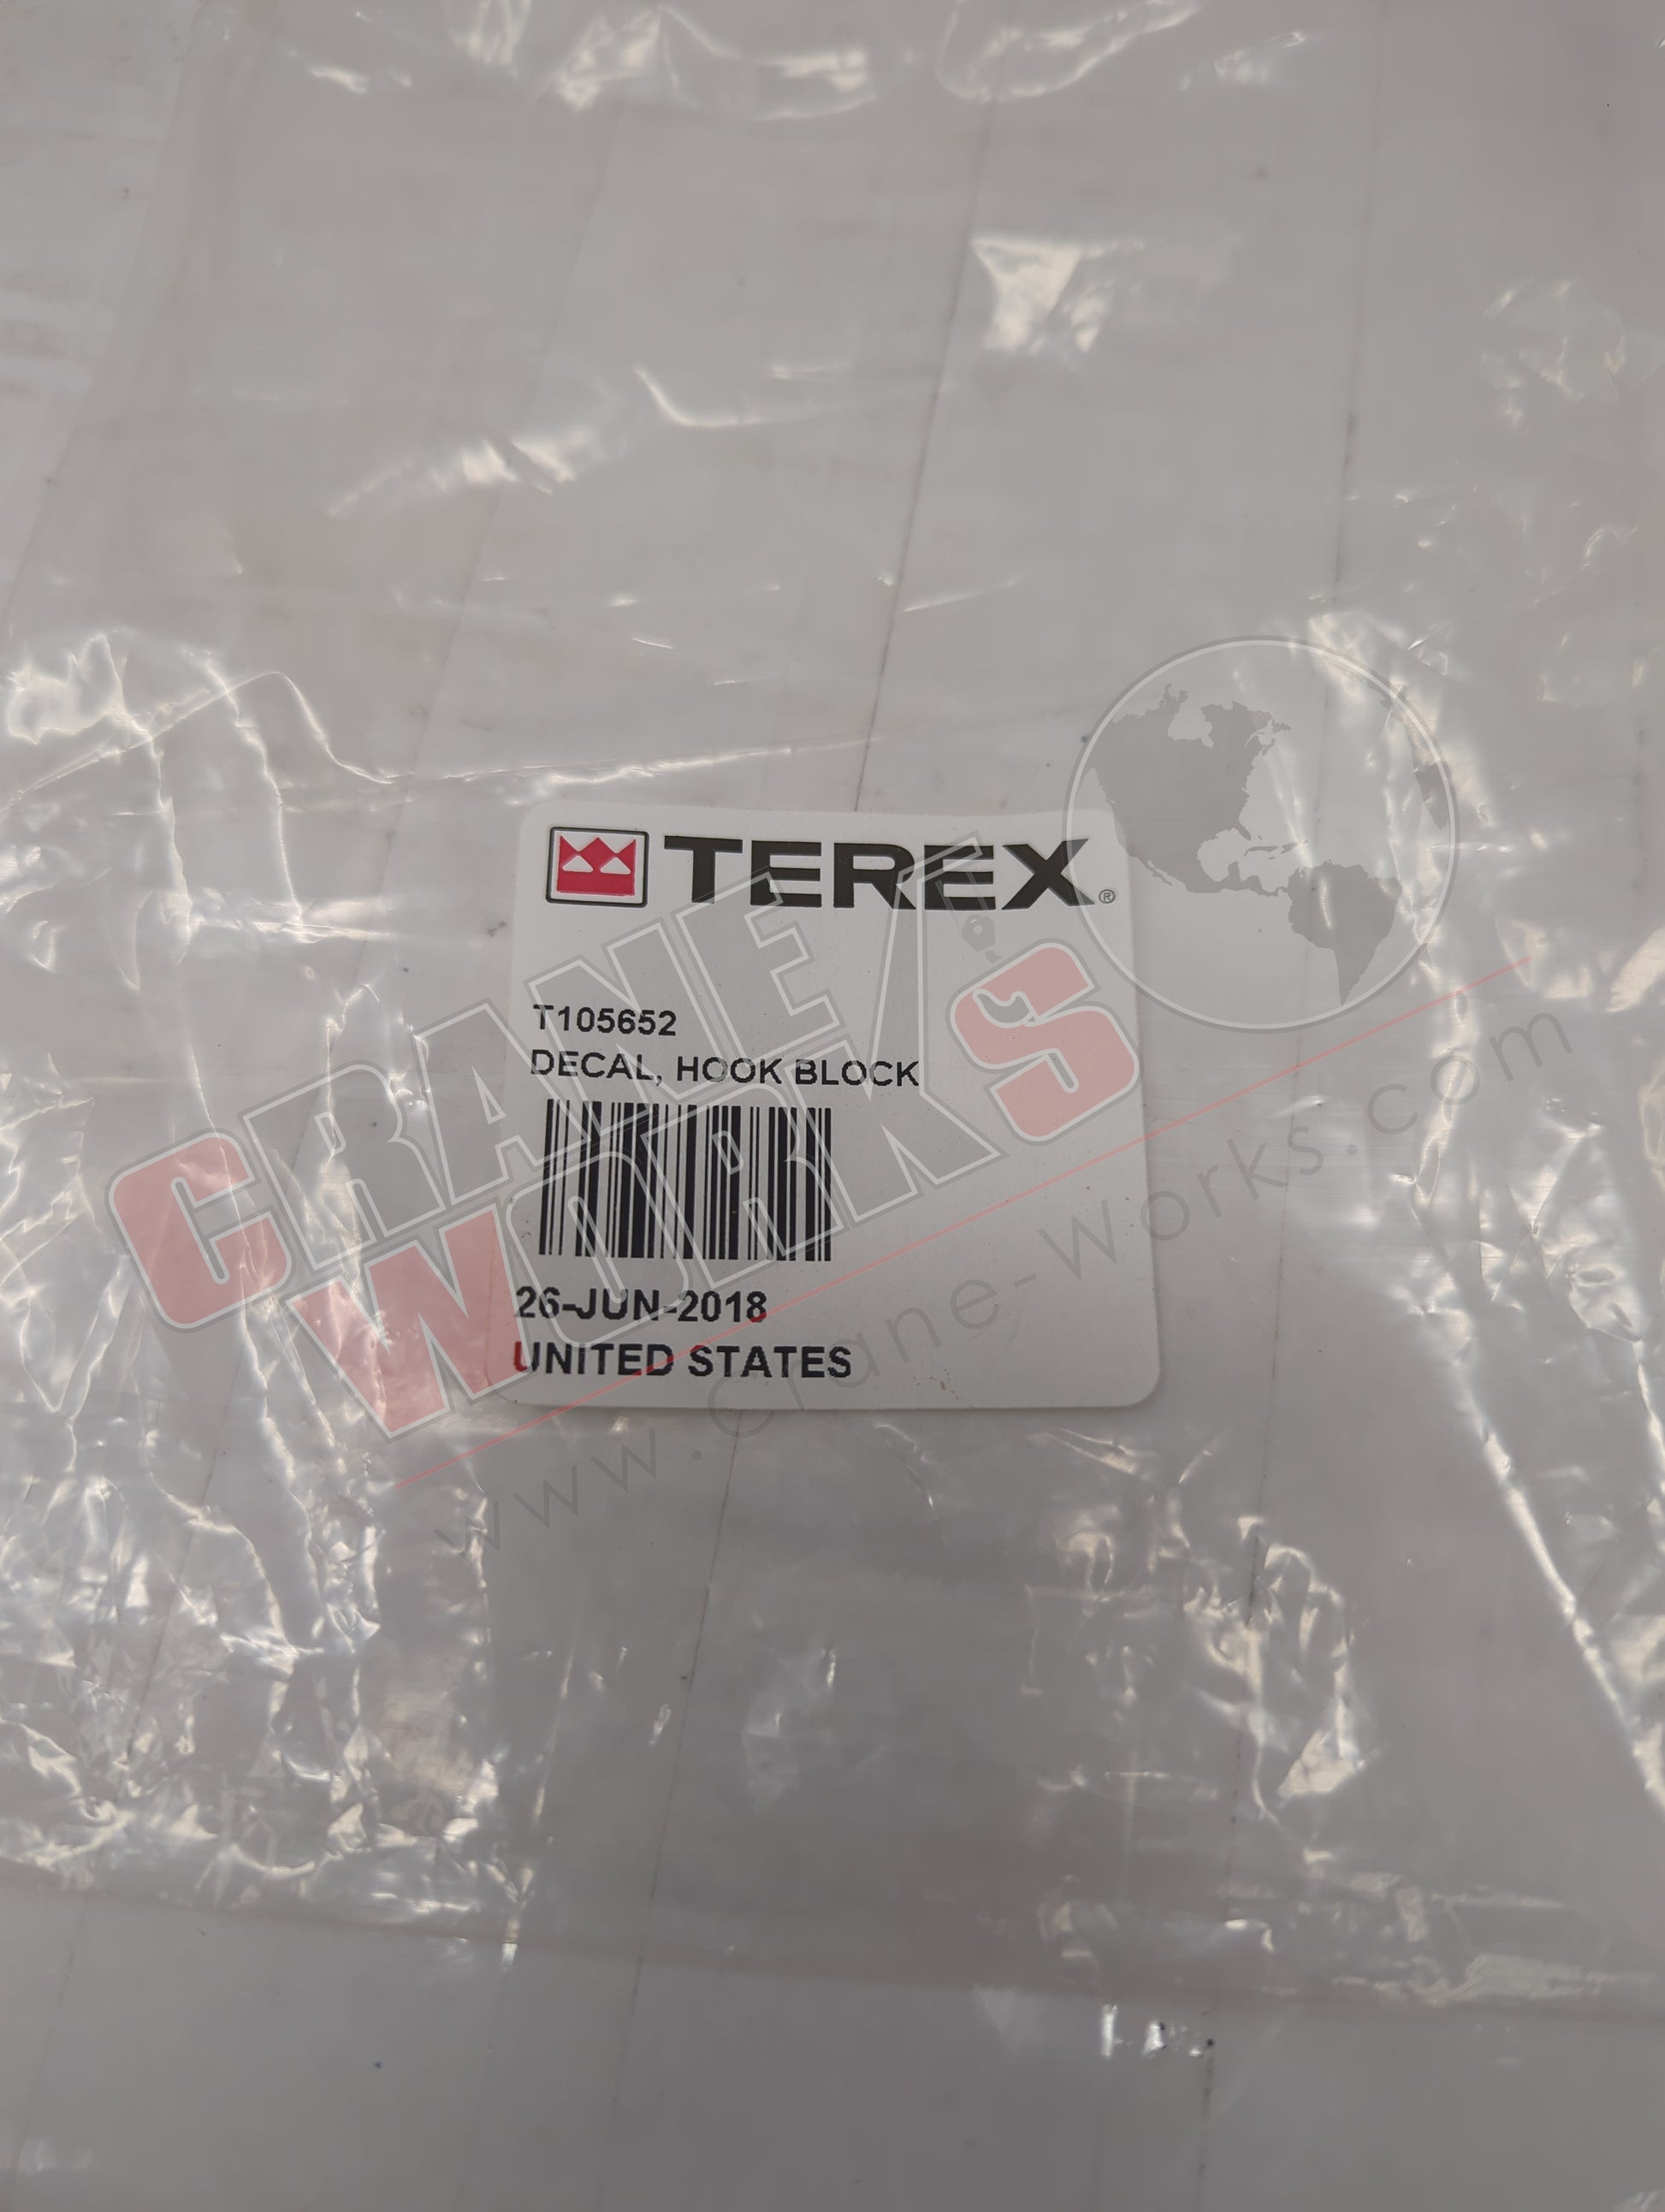 TEREX®
T105652
DECAL, HOOK BLOCK
26-JUN-2018
UNITED STATES
CRANE
WORKS
www.crane-works.com